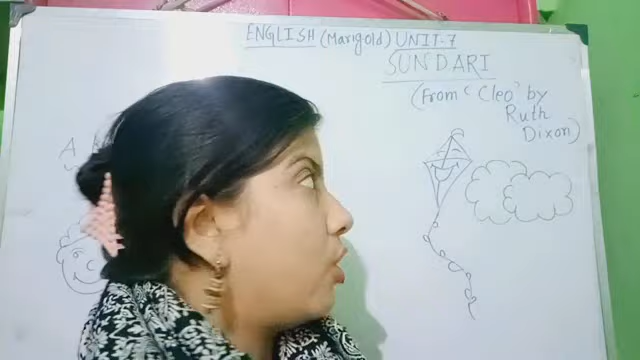 ENGLISH (Marigold) UNIT-7
SUNDARI
(From 'Cleo' by
Ruth
Dixon)
A